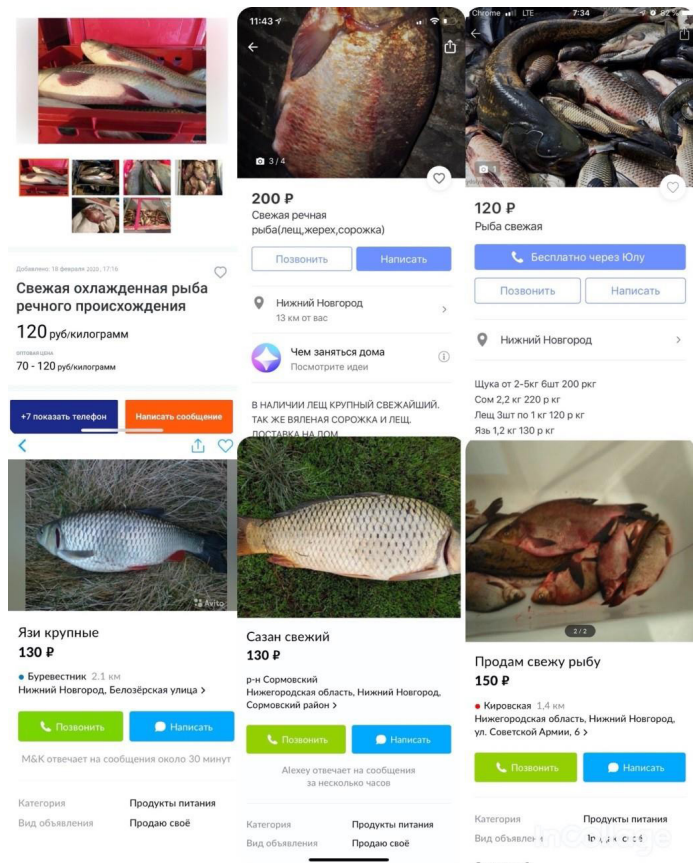 Добавлено: 18 февраля 2020, 17:16
Свежая охлажденная рыба
речного происхождения
120 руб/килограмм
ОПТОВАЯ ЦЕНА
70 - 120 руб/килограмм
+7 показать телефон
Написать сообщение
11:43
3 / 4
200 ₽
Свежая речная
рыба(лещ,жерех,сорожка)
Позвонить
Написать
Нижний Новгород
13 км от вас
Чем заняться дома
Посмотрите идеи
В НАЛИЧИИ ЛЕЩ КРУПНЫЙ СВЕЖАЙШИЙ.
ТАК ЖЕ ВЯЛЕНАЯ СОРОЖКА И ЛЕЩ.
ДОСТАВКА НА ДОМ
Chrome LTE 7:34 82 %
1
120 ₽
Рыба свежая
Бесплатно через Юлу
Позвонить
Написать
Нижний Новгород
Щука от 2-5кг 6шт 200 ркг
Сом 2,2 кг 220 р кг
Лещ 3шт по 1 кг 120 р кг
Язь 1,2 кг 130 р кг
Avito
Язи крупные
130 ₽
Буревестник 2.1 км
Нижний Новгород, Белозёрская улица
Позвонить
Написать
M&K отвечает на сообщения около 30 минут
Категория Продукты питания
Вид объявления Продаю своё
Сазан свежий
130 ₽
р-н Сормовский
Нижегородская область, Нижний Новгород,
Сормовский район
Позвонить
Написать
Alexey отвечает на сообщения
за несколько часов
Категория Продукты питания
Вид объявления Продаю своё
2 / 2
Продам свежу рыбу
150 ₽
Кировская 1,4 км
Нижегородская область, Нижний Новгород,
ул. Советской Армии, 6
Позвонить
Написать
Категория Продукты питания
Вид объявления Продаю своё
InCollage